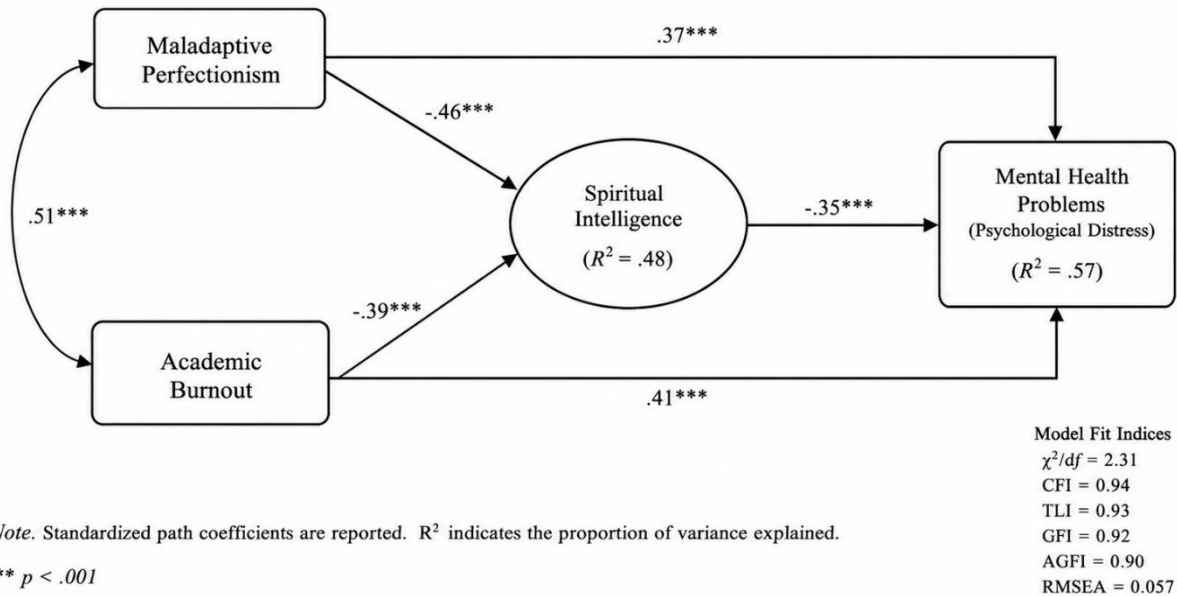 Maladaptive
Perfectionism
.37***
-.46***
.51***
Spiritual
Intelligence
(R² = .48)
-.35***
Mental Health
Problems
(Psychological Distress)
(R² = .57)
-.39***
Academic
Burnout
.41***
Model Fit Indices
χ²/df = 2.31
CFI = 0.94
TLI = 0.93
GFI = 0.92
AGFI = 0.90
RMSEA = 0.057
ote. Standardized path coefficients are reported. R² indicates the proportion of variance explained.
** p < .001